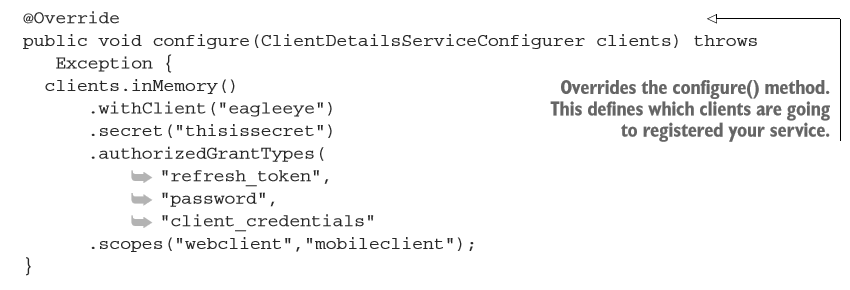 @Override
public void configure(ClientDetailsServiceConfigurer clients) throws
Exception {
clients.inMemory()
.withClient("eagleeye")
.secret("thisissecret")
.authorizedGrantTypes(
"refresh_token",
"password",
"client_credentials"
.scopes("webclient","mobileclient");
}
Overrides the configure() method.
This defines which clients are going
to registered your service.